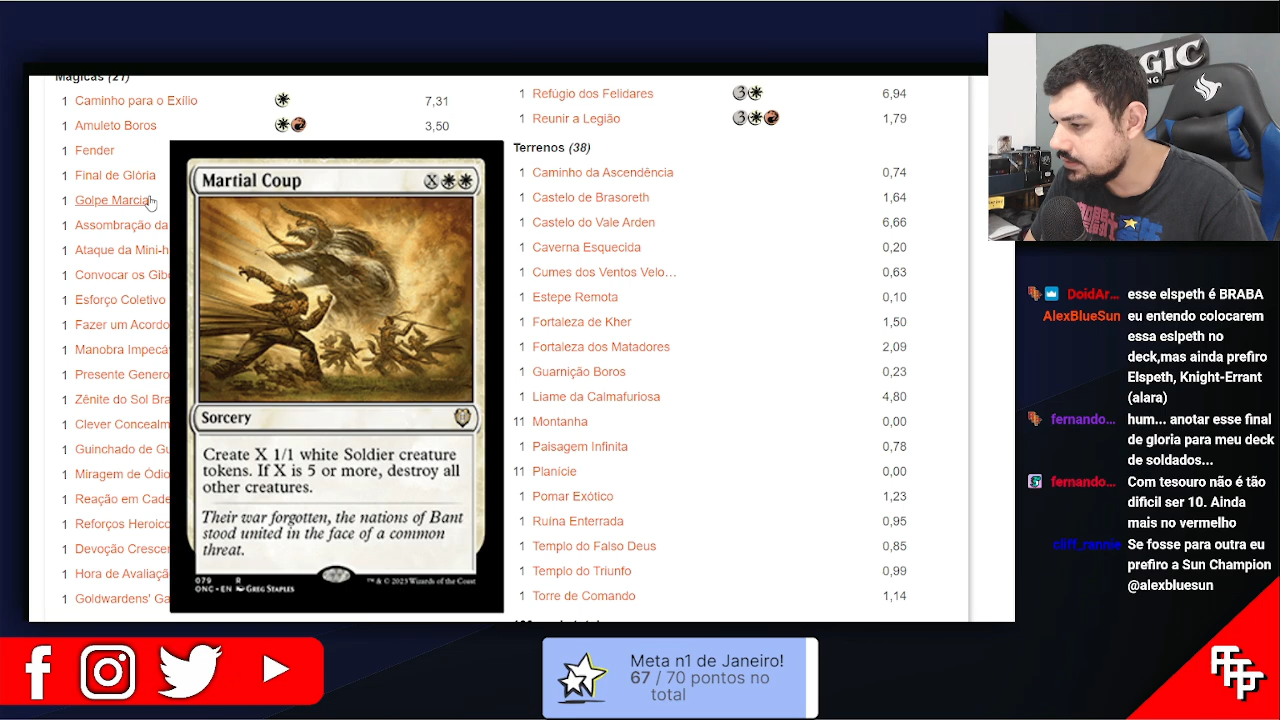 Mágicas (27)
1 Caminho para o Exílio 7,31
1 Amuleto Boros 3,50
1 Fender
1 Final de Glória
1 Golpe Marcial
1 Assombração da
1 Ataque da Mini-h
1 Convocar os Gib
1 Esforço Coletivo
1 Fazer um Acordo
1 Manobra Impecá
1 Presente Genero
1 Zênite do Sol Bra
1 Clever Concealm
1 Guinchado de Gu
1 Miragem de Ódio
1 Reação em Cade
1 Reforços Heroico
1 Devoção Crescer
1 Hora de Avaliaçã
1 Goldwardens' Ga
Martial Coup X
Sorcery
Create X 1/1 white Soldier creature
tokens. If X is 5 or more, destroy all
other creatures.
Their war forgotten, the nations of Bant
stood united in the face of a common
threat.
079 R
ONC • EN GREG STAPLES
™ & © 2023 Wizards of the Coast
1 Refúgio dos Felidares 3 6,94
1 Reunir a Legião 3 1,79
Terrenos (38)
1 Caminho da Ascendência 0,74
1 Castelo de Brasoreth 1,64
1 Castelo do Vale Arden 6,66
1 Caverna Esquecida 0,20
1 Cumes dos Ventos Velo… 0,63
1 Estepe Remota 0,10
1 Fortaleza de Kher 1,50
1 Fortaleza dos Matadores 2,09
1 Guarnição Boros 0,23
1 Liame da Calmafuriosa 4,80
11 Montanha 0,00
1 Paisagem Infinita 0,78
11 Planície 0,00
1 Pomar Exótico 1,23
1 Ruína Enterrada 0,95
1 Templo do Falso Deus 0,85
1 Templo do Triunfo 0,99
1 Torre de Comando 1,14
GIC
DoidAr... esse elspeth é BRABA
AlexBlueSun eu entendo colocarem
essa eslpeth no
deck,mas ainda prefiro
Elspeth, Knight-Errant
(alara)
fernando... hum... anotar esse final
de gloria para meu deck
de soldados...
fernando... Com tesouro não é tão
dificil ser 10. Ainda
mais no vermelho
cliff_rannie Se fosse para outra eu
prefiro a Sun Champion
@alexbluesun
Meta n1 de Janeiro!
67 / 70 pontos no
total